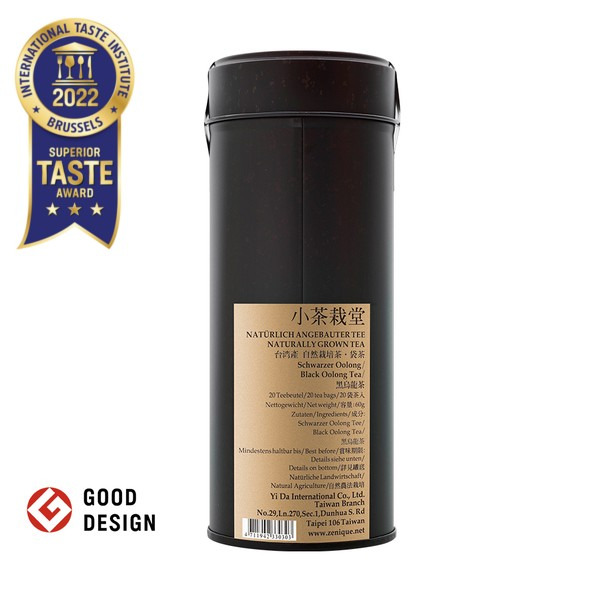 INTERNATIONAL TASTE INSTITUTE
2022
BRUSSELS
SUPERIOR
TASTE
AWARD
小茶栽堂
NATÜRLICH ANGEBAUTER TEE
NATURALLY GROWN TEA
台湾產 自然栽培茶・袋茶
Schwarzer Oolong/
Black Oolong Tea/
黑烏龍茶
20 Teebeutel/20 tea bags/20 袋茶入
Nettogewicht/Net weight/容量:60g
Zutaten/Ingredients/成分:
Schwarzer Oolong Tee/
Black Oolong Tea/
黑烏龍茶
Mindestens haltbar bis/Best before/賞味期限:
Details siehe unten/
Details on bottom/詳見罐底
Natürliche Landwirtschaft/
Natural Agriculture/自然農法栽培
Yi Da International Co., Ltd.
Taiwan Branch
No.29,Ln.270,Sec.1,Dunhua S. Rd
Taipei 106 Taiwan
www.zenique.net
4711942330303
GOOD
DESIGN